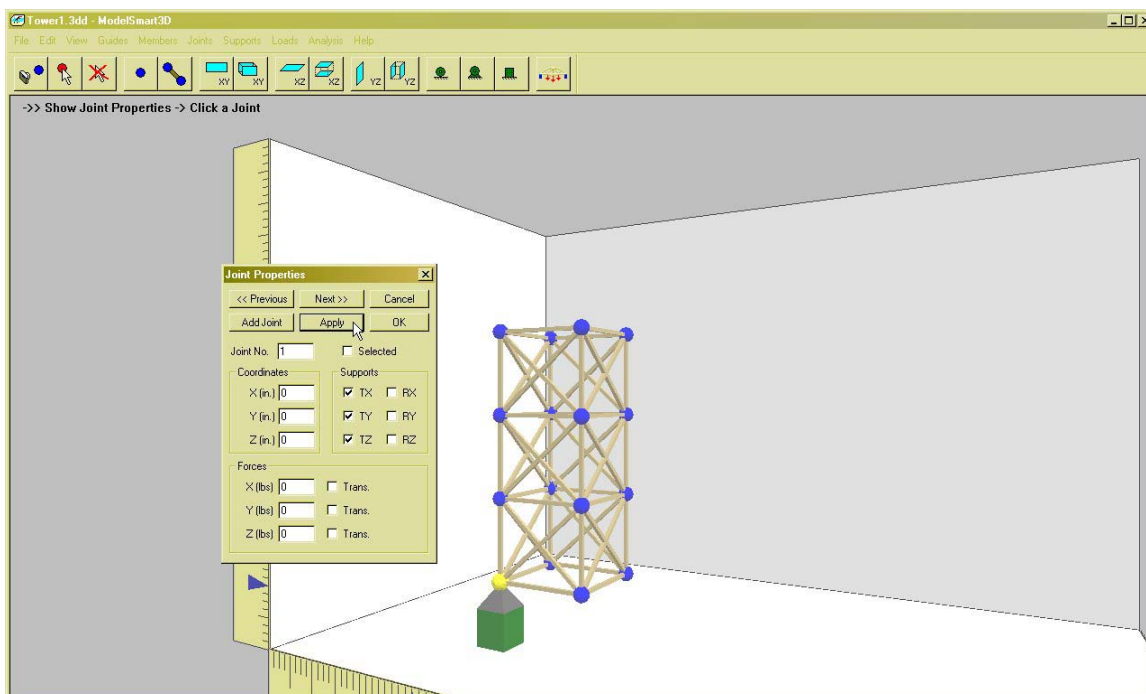 Tower1.3dd - ModelSmart3D
File Edit View Guides Members Joints Supports Loads Analysis Help
XY XY XZ XZ YZ YZ
->> Show Joint Properties -> Click a Joint
Joint Properties
<< Previous Next >> Cancel
Add Joint Apply OK
Joint No. 1 Selected
Coordinates Supports
X (in.) 0 TX RX
Y (in.) 0 TY RY
Z (in.) 0 TZ RZ
Forces
X (lbs) 0 Trans.
Y (lbs) 0 Trans.
Z (lbs) 0 Trans.